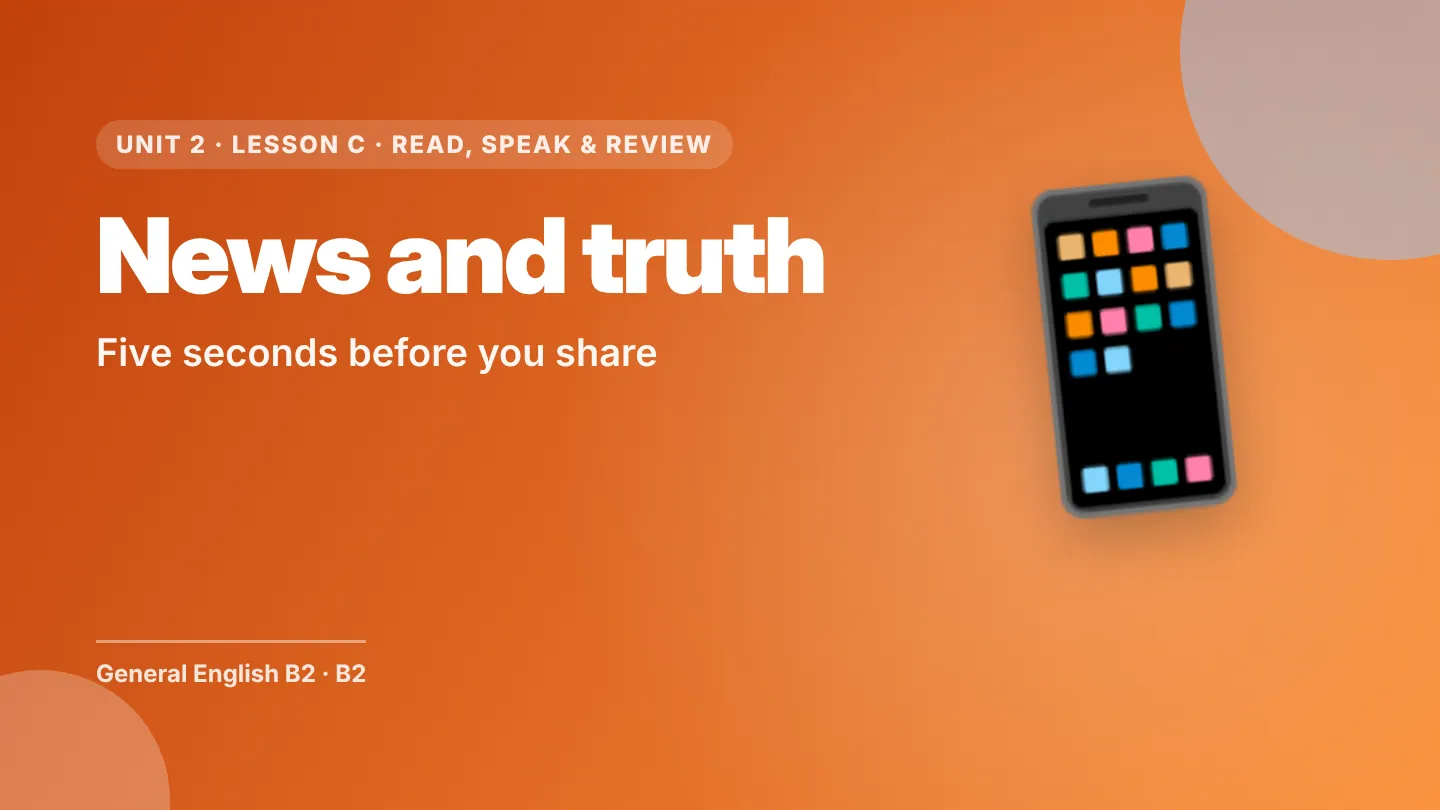 UNIT 2 · LESSON C · READ, SPEAK & REVIEW
News and truth
Five seconds before you share
General English B2 · B2